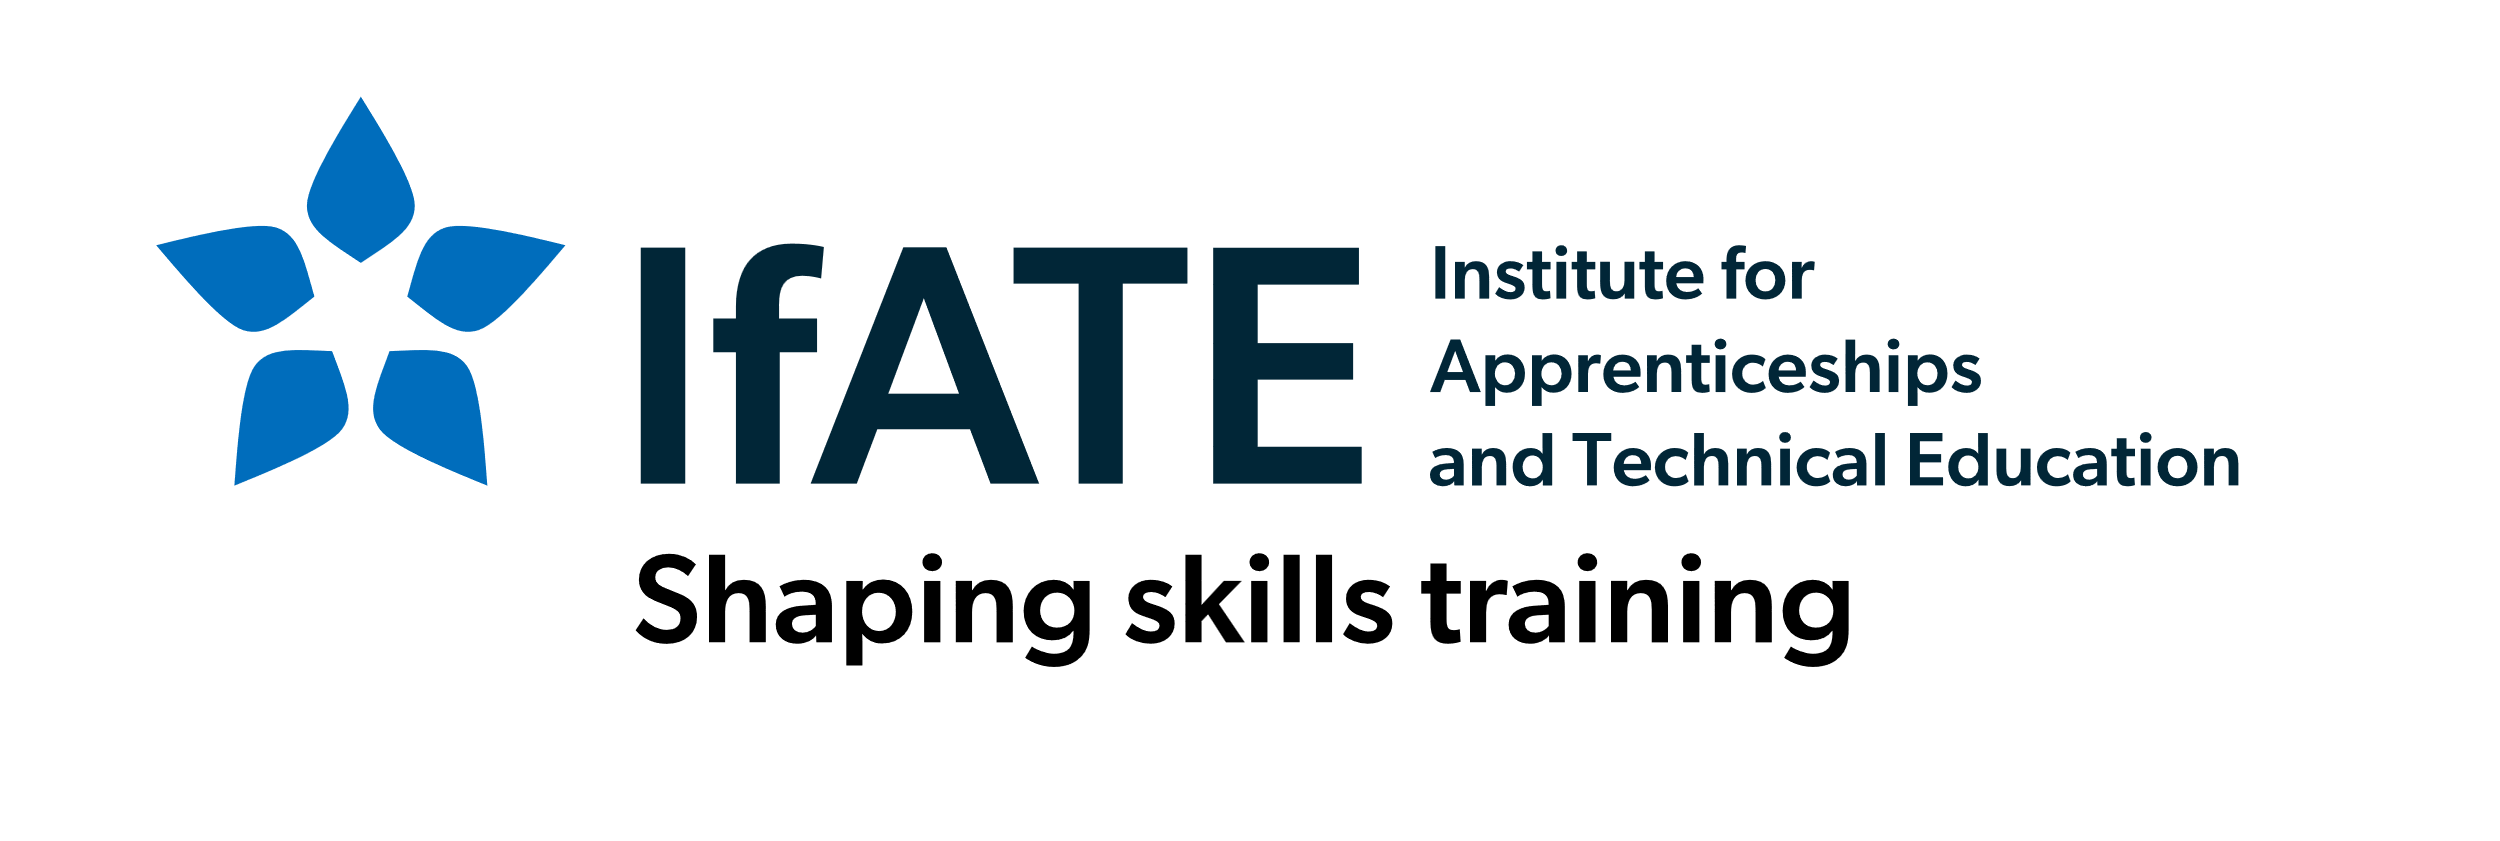 IfATE
Institute for
Apprenticeships
and Technical Education
Shaping skills training